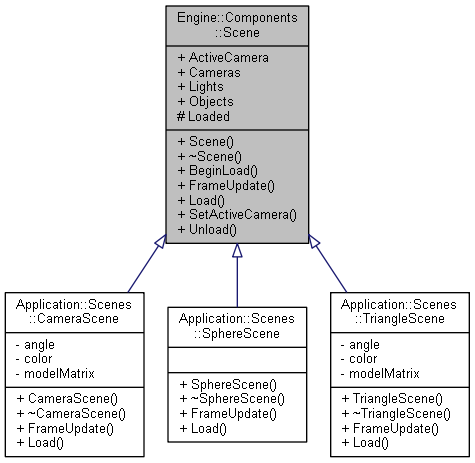 Engine::Components
::Scene
+ ActiveCamera
+ Cameras
+ Lights
+ Objects
# Loaded
+ Scene()
+ ~Scene()
+ BeginLoad()
+ FrameUpdate()
+ Load()
+ SetActiveCamera()
+ Unload()
Application::Scenes
::CameraScene
- angle
- color
- modelMatrix
+ CameraScene()
+ ~CameraScene()
+ FrameUpdate()
+ Load()
Application::Scenes
::SphereScene
+ SphereScene()
+ ~SphereScene()
+ FrameUpdate()
+ Load()
Application::Scenes
::TriangleScene
- angle
- color
- modelMatrix
+ TriangleScene()
+ ~TriangleScene()
+ FrameUpdate()
+ Load()